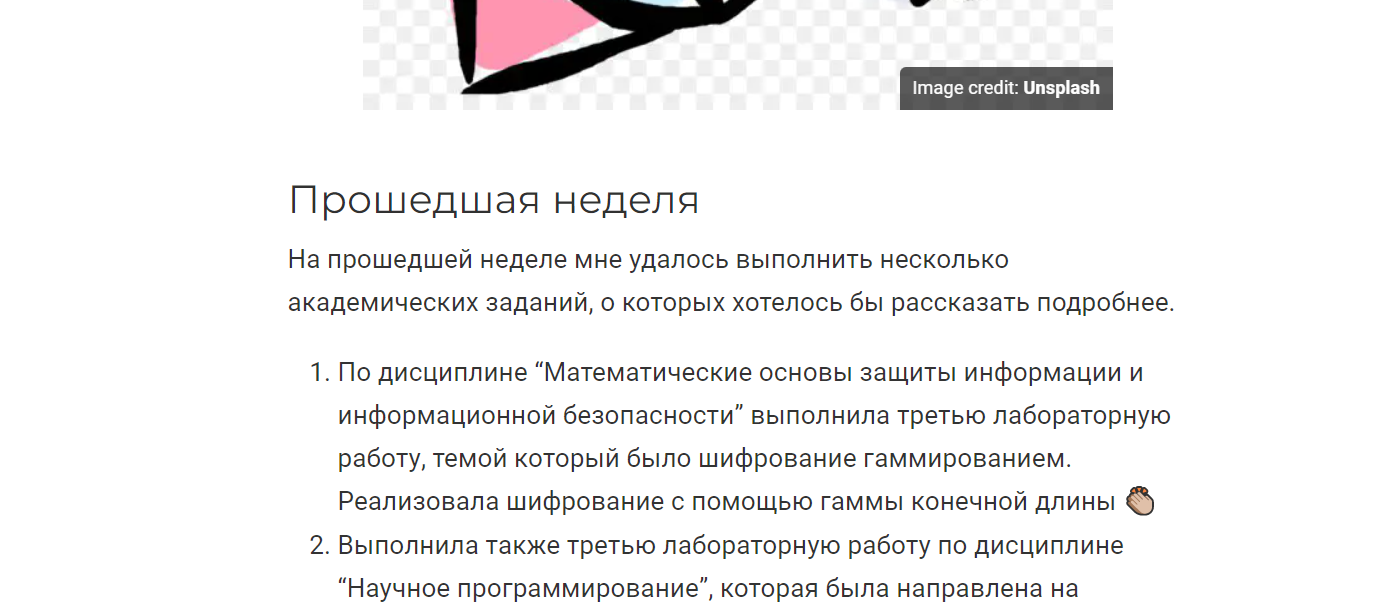 Image credit: Unsplash
Прошедшая неделя
На прошедшей неделе мне удалось выполнить несколько
академических заданий, о которых хотелось бы рассказать подробнее.
1. По дисциплине “Математические основы защиты информации и
информационной безопасности” выполнила третью лабораторную
работу, темой который было шифрование гаммированием.
Реализовала шифрование с помощью гаммы конечной длины 👏
2. Выполнила также третью лабораторную работу по дисциплине
“Научное программирование”, которая была направлена на